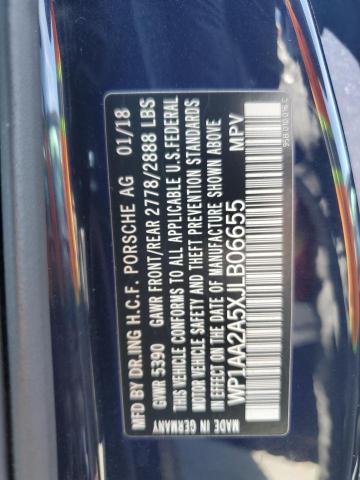 MFG BY DR.ING H.C.F. PORSCHE AG 01/18
GVWR 5390 GAWR FRONT/REAR 2778/2888 LBS
THIS VEHICLE CONFORMS TO ALL APPLICABLE U.S.FEDERAL
MOTOR VEHICLE SAFETY AND THEFT PREVENTION STANDARDS
IN EFFECT ON THE DATE OF MANUFACTURE SHOWN ABOVE
WP1AA2A5XJLB06655 MPV
MADE IN GERMANY